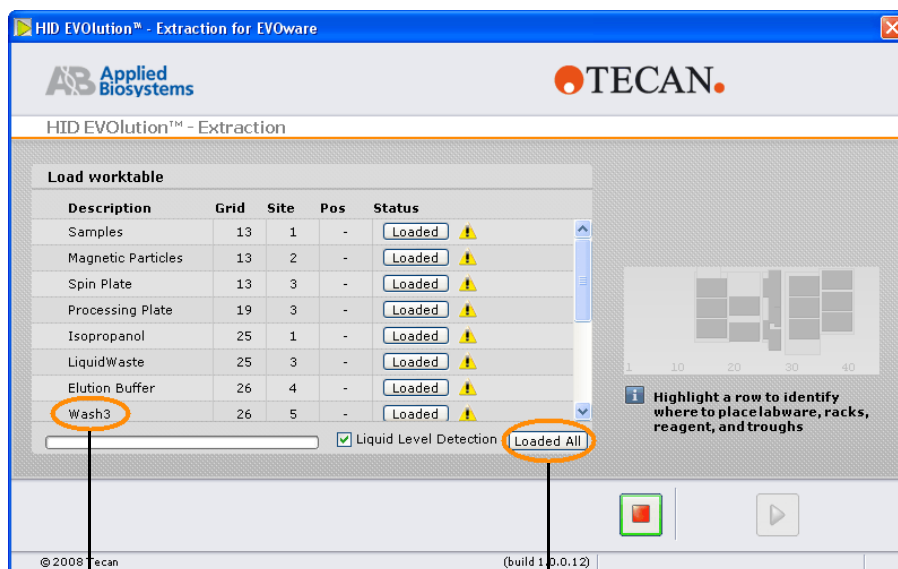 HID EVOlution™ - Extraction for EVOware
AB Applied Biosystems
TECAN.
HID EVOlution™ - Extraction
Load worktable
Description Grid Site Pos Status
Samples 13 1 - Loaded
Magnetic Particles 13 2 - Loaded
Spin Plate 13 3 - Loaded
Processing Plate 19 3 - Loaded
Isopropanol 25 1 - Loaded
LiquidWaste 25 3 - Loaded
Elution Buffer 26 4 - Loaded
Wash3 26 5 - Loaded
Liquid Level Detection Loaded All
1 10 20 30 40
Highlight a row to identify
where to placelabware, racks,
reagent, and troughs
©2008 Tecan (build 1.0.0.12)